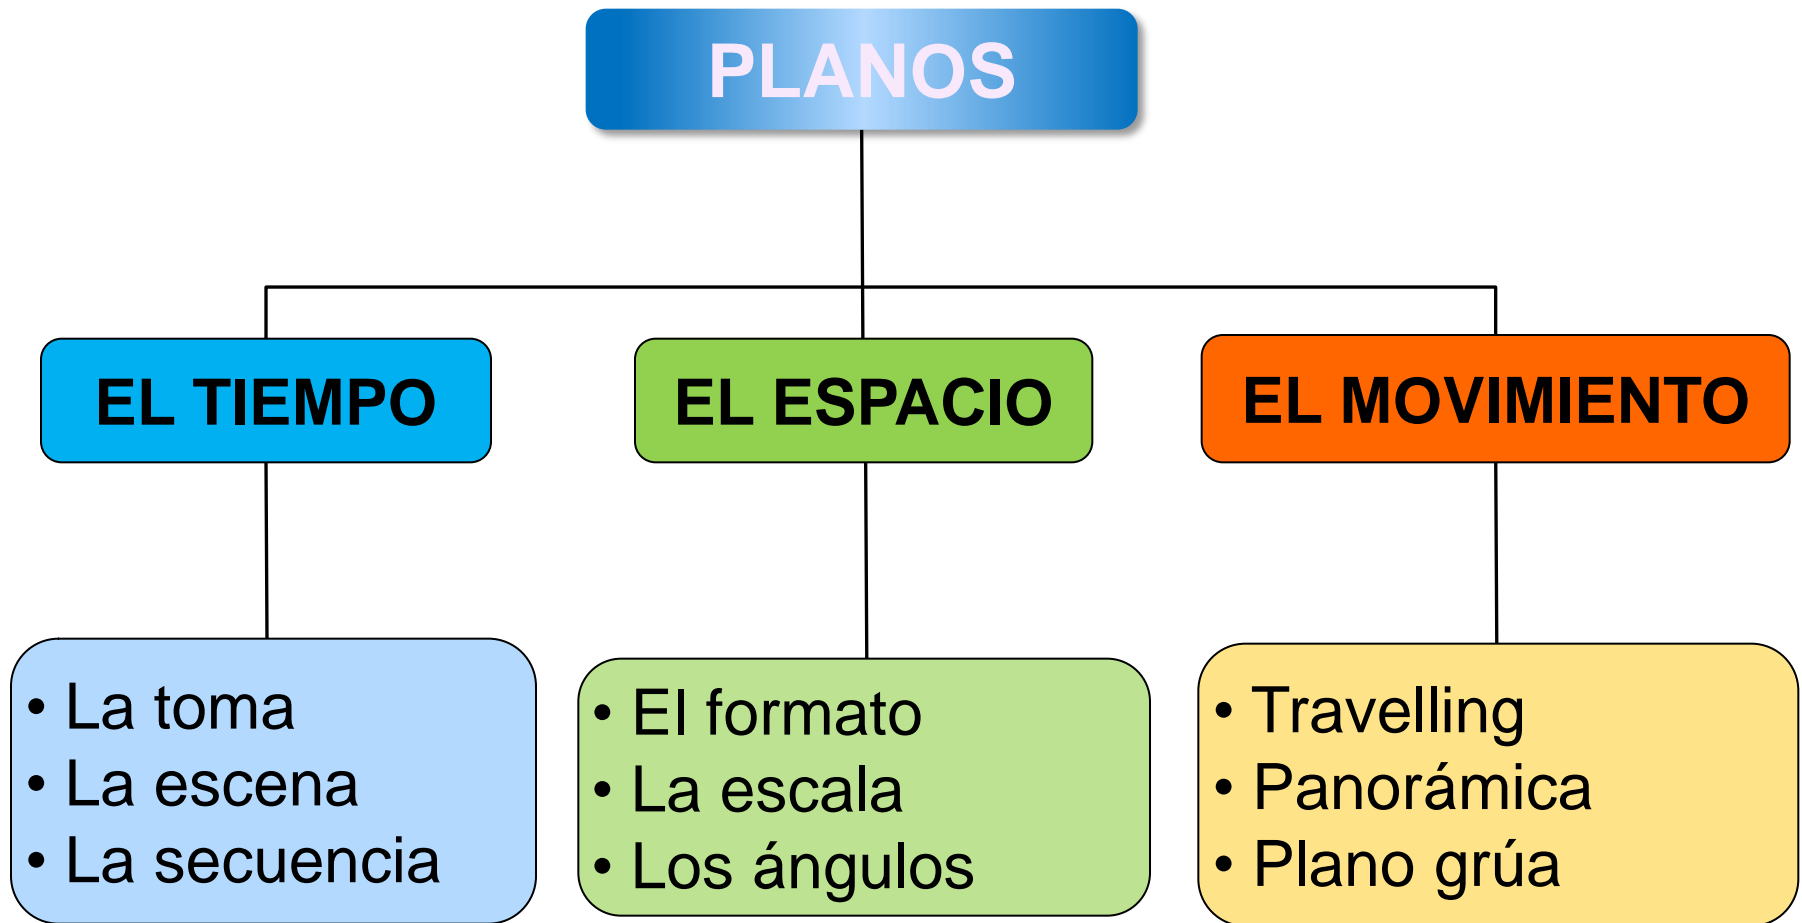 PLANOS
EL TIEMPO
EL ESPACIO
EL MOVIMIENTO
• La toma
• La escena
• La secuencia
• El formato
• La escala
• Los ángulos
• Travelling
• Panorámica
• Plano grúa